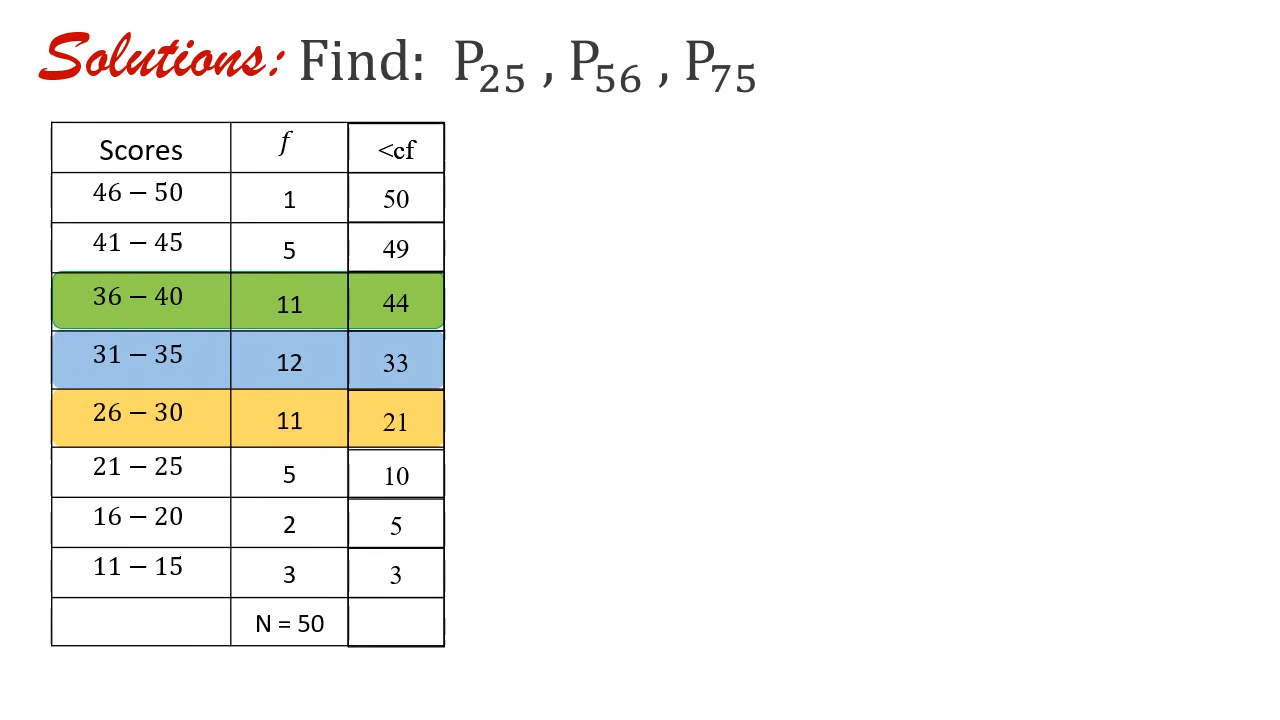 Solutions: Find: P25 , P56 , P75
Scores f <cf
46 − 50 1 50
41 − 45 5 49
36 − 40 11 44
31 − 35 12 33
26 − 30 11 21
21 − 25 5 10
16 − 20 2 5
11 − 15 3 3
N = 50